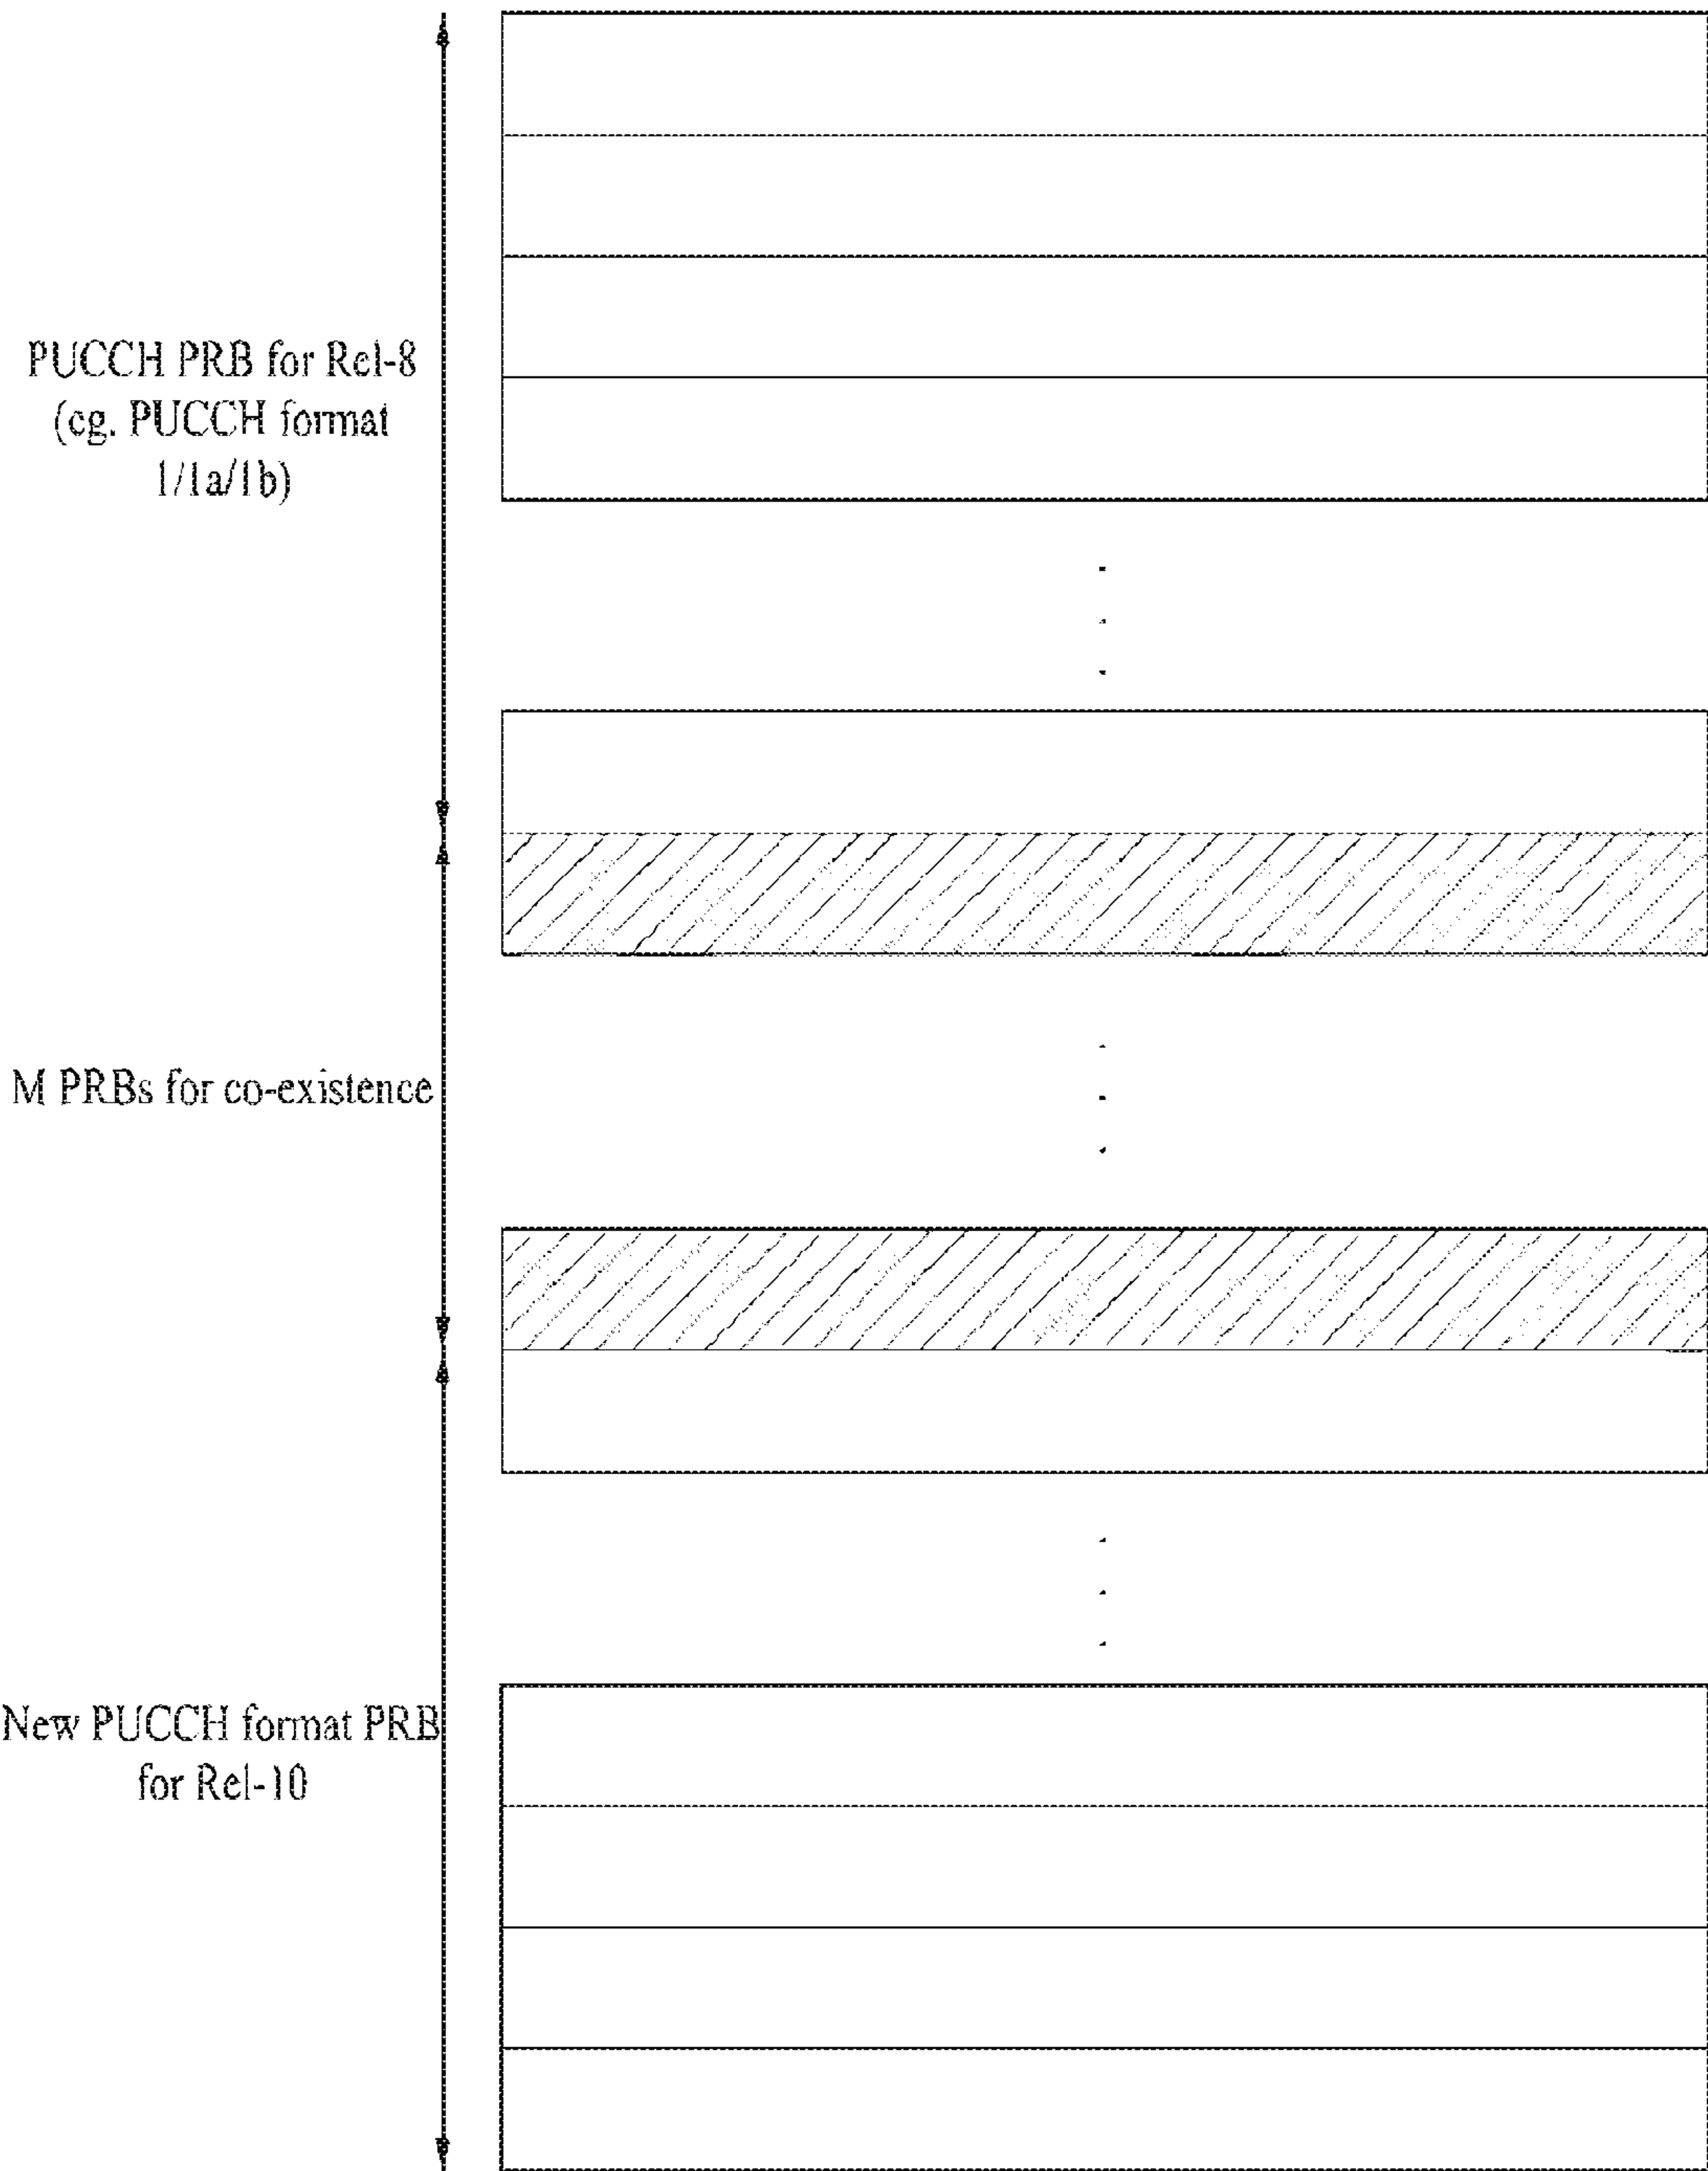 PUCCH PRB for Rel-8
(eg. PUCCH format
1/1a/1b)
M PRBs for co-existence
New PUCCH format PRB
for Rel-10